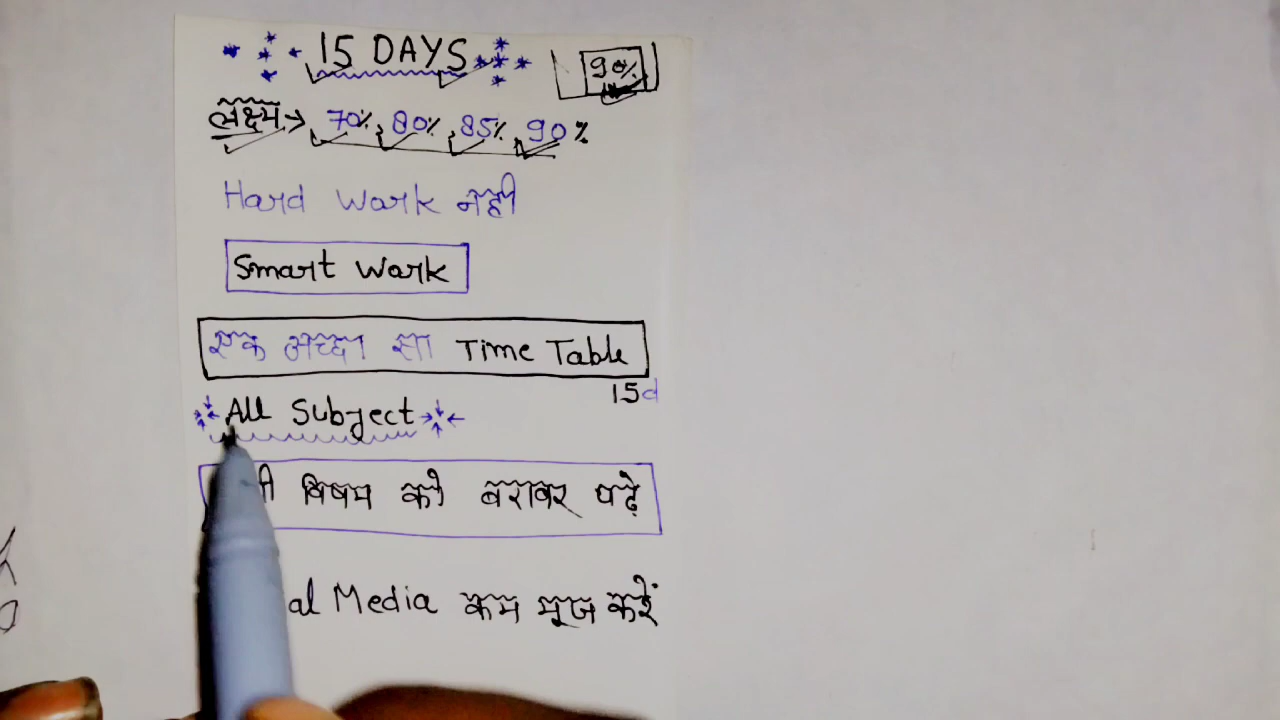 15 DAYS
90%
लक्ष्य → 70%, 80%, 85%, 90%
Hard Work नही
Smart Work
एक अच्छा सा Time Table
15d
All Subject
विषय को बराबर पढ़े
Media कम यूज करें